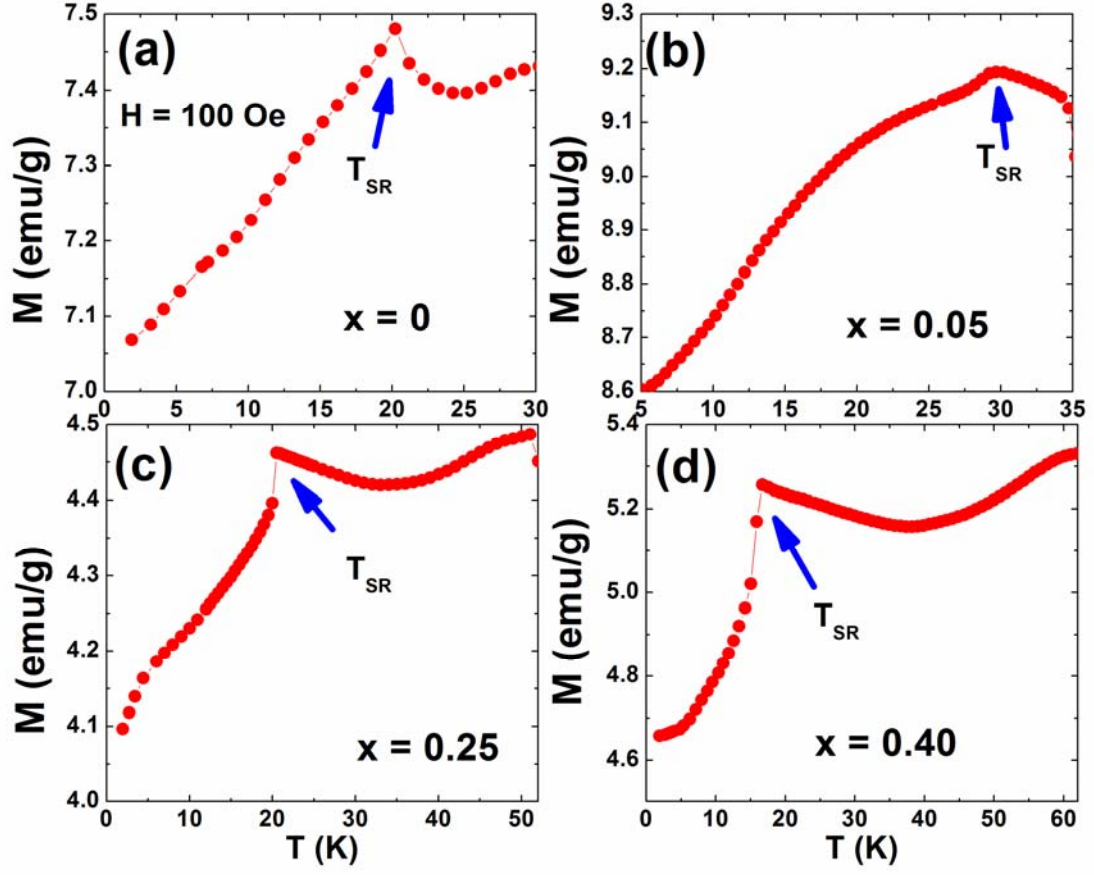 (a)
H = 100 Oe
T_SR
x = 0
M (emu/g)
7.5
7.4
7.3
7.2
7.1
7.0
0 5 10 15 20 25 30
(b)
T_SR
x = 0.05
M (emu/g)
9.3
9.2
9.1
9.0
8.9
8.8
8.7
8.6
5 10 15 20 25 30 35
(c)
T_SR
x = 0.25
M (emu/g)
4.5
4.4
4.3
4.2
4.1
4.0
0 10 20 30 40 50
T (K)
(d)
T_SR
x = 0.40
M (emu/g)
5.4
5.2
5.0
4.8
4.6
0 10 20 30 40 50 60
T (K)